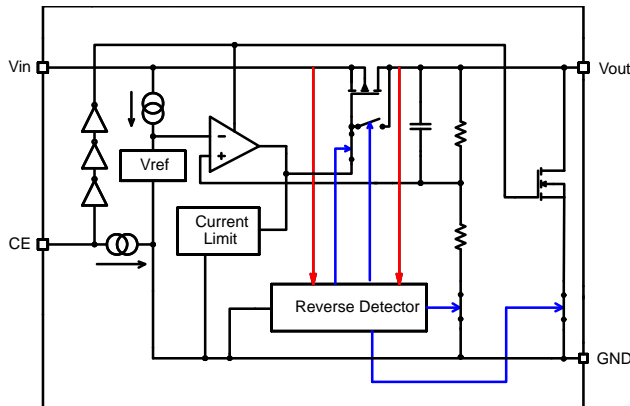 Vin
Vout
−
+
Vref
CE
Current
Limit
Reverse Detector
GND